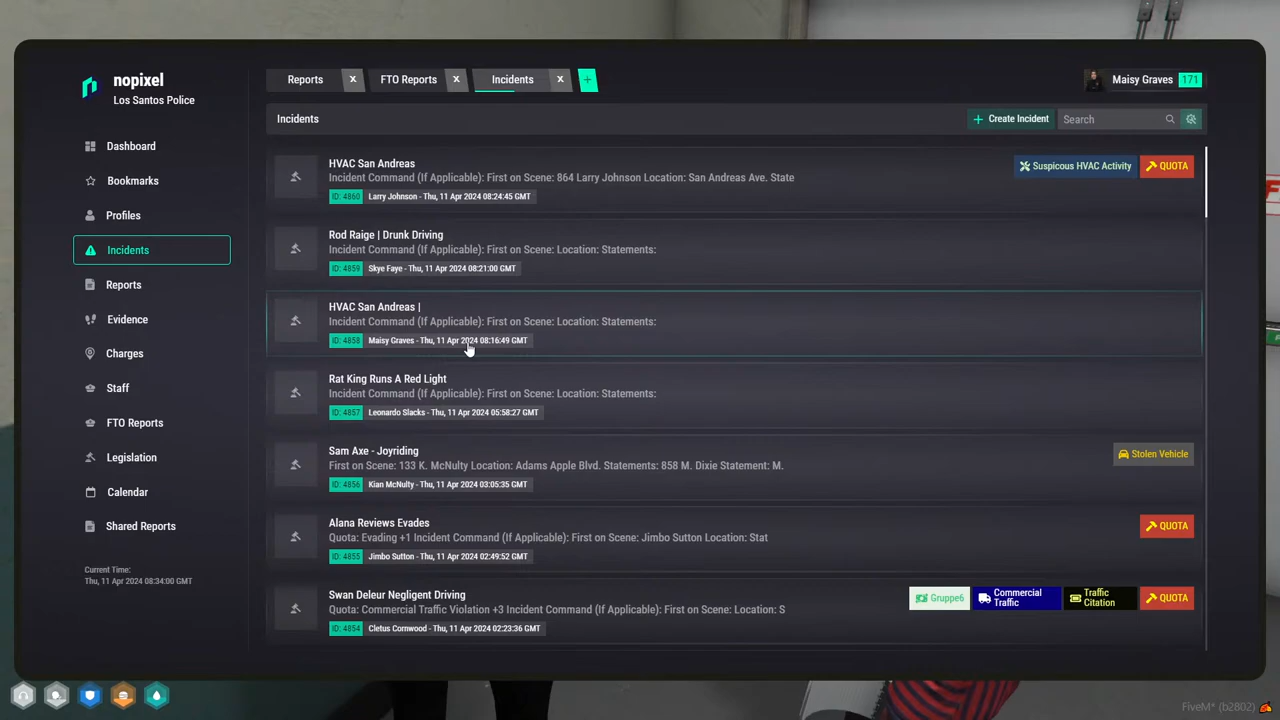 nopixel
Los Santos Police
Reports x
FTO Reports x
Incidents x
+
Maisy Graves 171
Incidents
+ Create Incident
Search
Dashboard
Bookmarks
Profiles
Incidents
Reports
Evidence
Charges
Staff
FTO Reports
Legislation
Calendar
Shared Reports
Current Time:
Thu, 11 Apr 2024 08:34:00 GMT
HVAC San Andreas
Incident Command (If Applicable): First on Scene: 864 Larry Johnson Location: San Andreas Ave. State
ID: 4860 Larry Johnson - Thu, 11 Apr 2024 08:24:45 GMT
Suspicous HVAC Activity
QUOTA
Rod Raige | Drunk Driving
Incident Command (If Applicable): First on Scene: Location: Statements:
ID: 4859 Skye Faye - Thu, 11 Apr 2024 08:21:00 GMT
HVAC San Andreas |
Incident Command (If Applicable): First on Scene: Location: Statements:
ID: 4858 Maisy Graves - Thu, 11 Apr 2024 08:16:49 GMT
Rat King Runs A Red Light
Incident Command (If Applicable): First on Scene: Location: Statements:
ID: 4857 Leonardo Slacks - Thu, 11 Apr 2024 05:58:27 GMT
Sam Axe - Joyriding
First on Scene: 133 K. McNulty Location: Adams Apple Blvd. Statements: 858 M. Dixie Statement: M.
ID: 4856 Kian McNulty - Thu, 11 Apr 2024 03:05:35 GMT
Stolen Vehicle
Alana Reviews Evades
Quota: Evading +1 Incident Command (If Applicable): First on Scene: Jimbo Sutton Location: Stat
ID: 4855 Jimbo Sutton - Thu, 11 Apr 2024 02:49:52 GMT
QUOTA
Swan Deleur Negligent Driving
Quota: Commercial Traffic Violation +3 Incident Command (If Applicable): First on Scene: Location: S
ID: 4854 Cletus Cornwood - Thu, 11 Apr 2024 02:23:36 GMT
Gruppe6
Commercial
Traffic
Traffic
Citation
QUOTA
FiveM* (b2802)